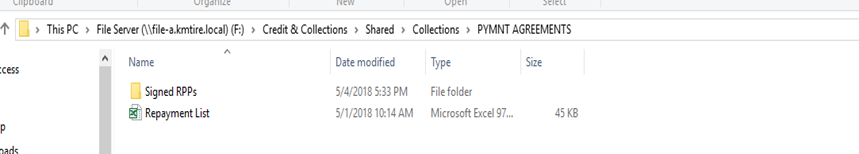 Clipboard Organize New Open Select
This PC > File Server (\\file-a.kmtire.local) (F:) > Credit & Collections > Shared > Collections > PYMNT AGREEMENTS
Name Date modified Type Size
Signed RPPs 5/4/2018 5:33 PM File folder
Repayment List 5/1/2018 10:14 AM Microsoft Excel 97... 45 KB